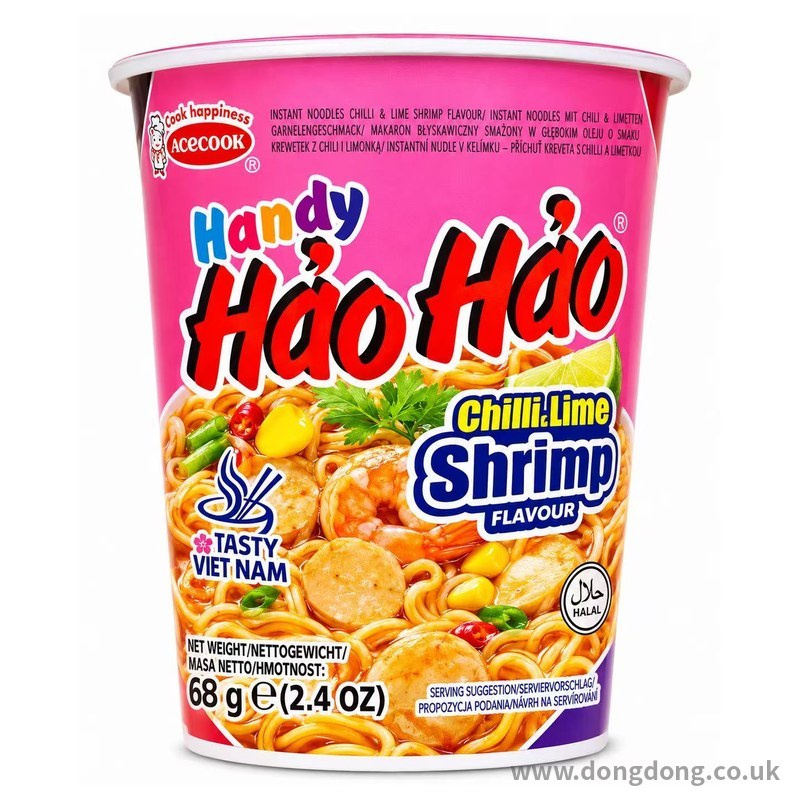 Cook happiness
ACECOOK
®
INSTANT NOODLES CHILLI & LIME SHRIMP FLAVOUR/ INSTANT NOODLES MIT CHILI & LIMETTEN
GARNELENGESCHMACK/ MAKARON BŁYSKAWICZNY SMAŻONY W GŁĘBOKIM OLEJU O SMAKU
KREWETEK Z CHILI I LIMONKĄ/ INSTANTNÍ NUDLE V KELÍMKU – PŘÍCHUŤ KREVETA S CHILLI A LIMETKOU
Handy
Hảo Hảo ®
Chilli & Lime
Shrimp
FLAVOUR
TASTY
VIET NAM
حلال
HALAL
NET WEIGHT/NETTOGEWICHT/
MASA NETTO/HMOTNOST:
68 g ℮ (2.4 OZ)
SERVING SUGGESTION/SERVIERVORSCHLAG/
PROPOZYCJA PODANIA/NÁVRH NA SERVÍROVÁNÍ
www.dongdong.co.uk